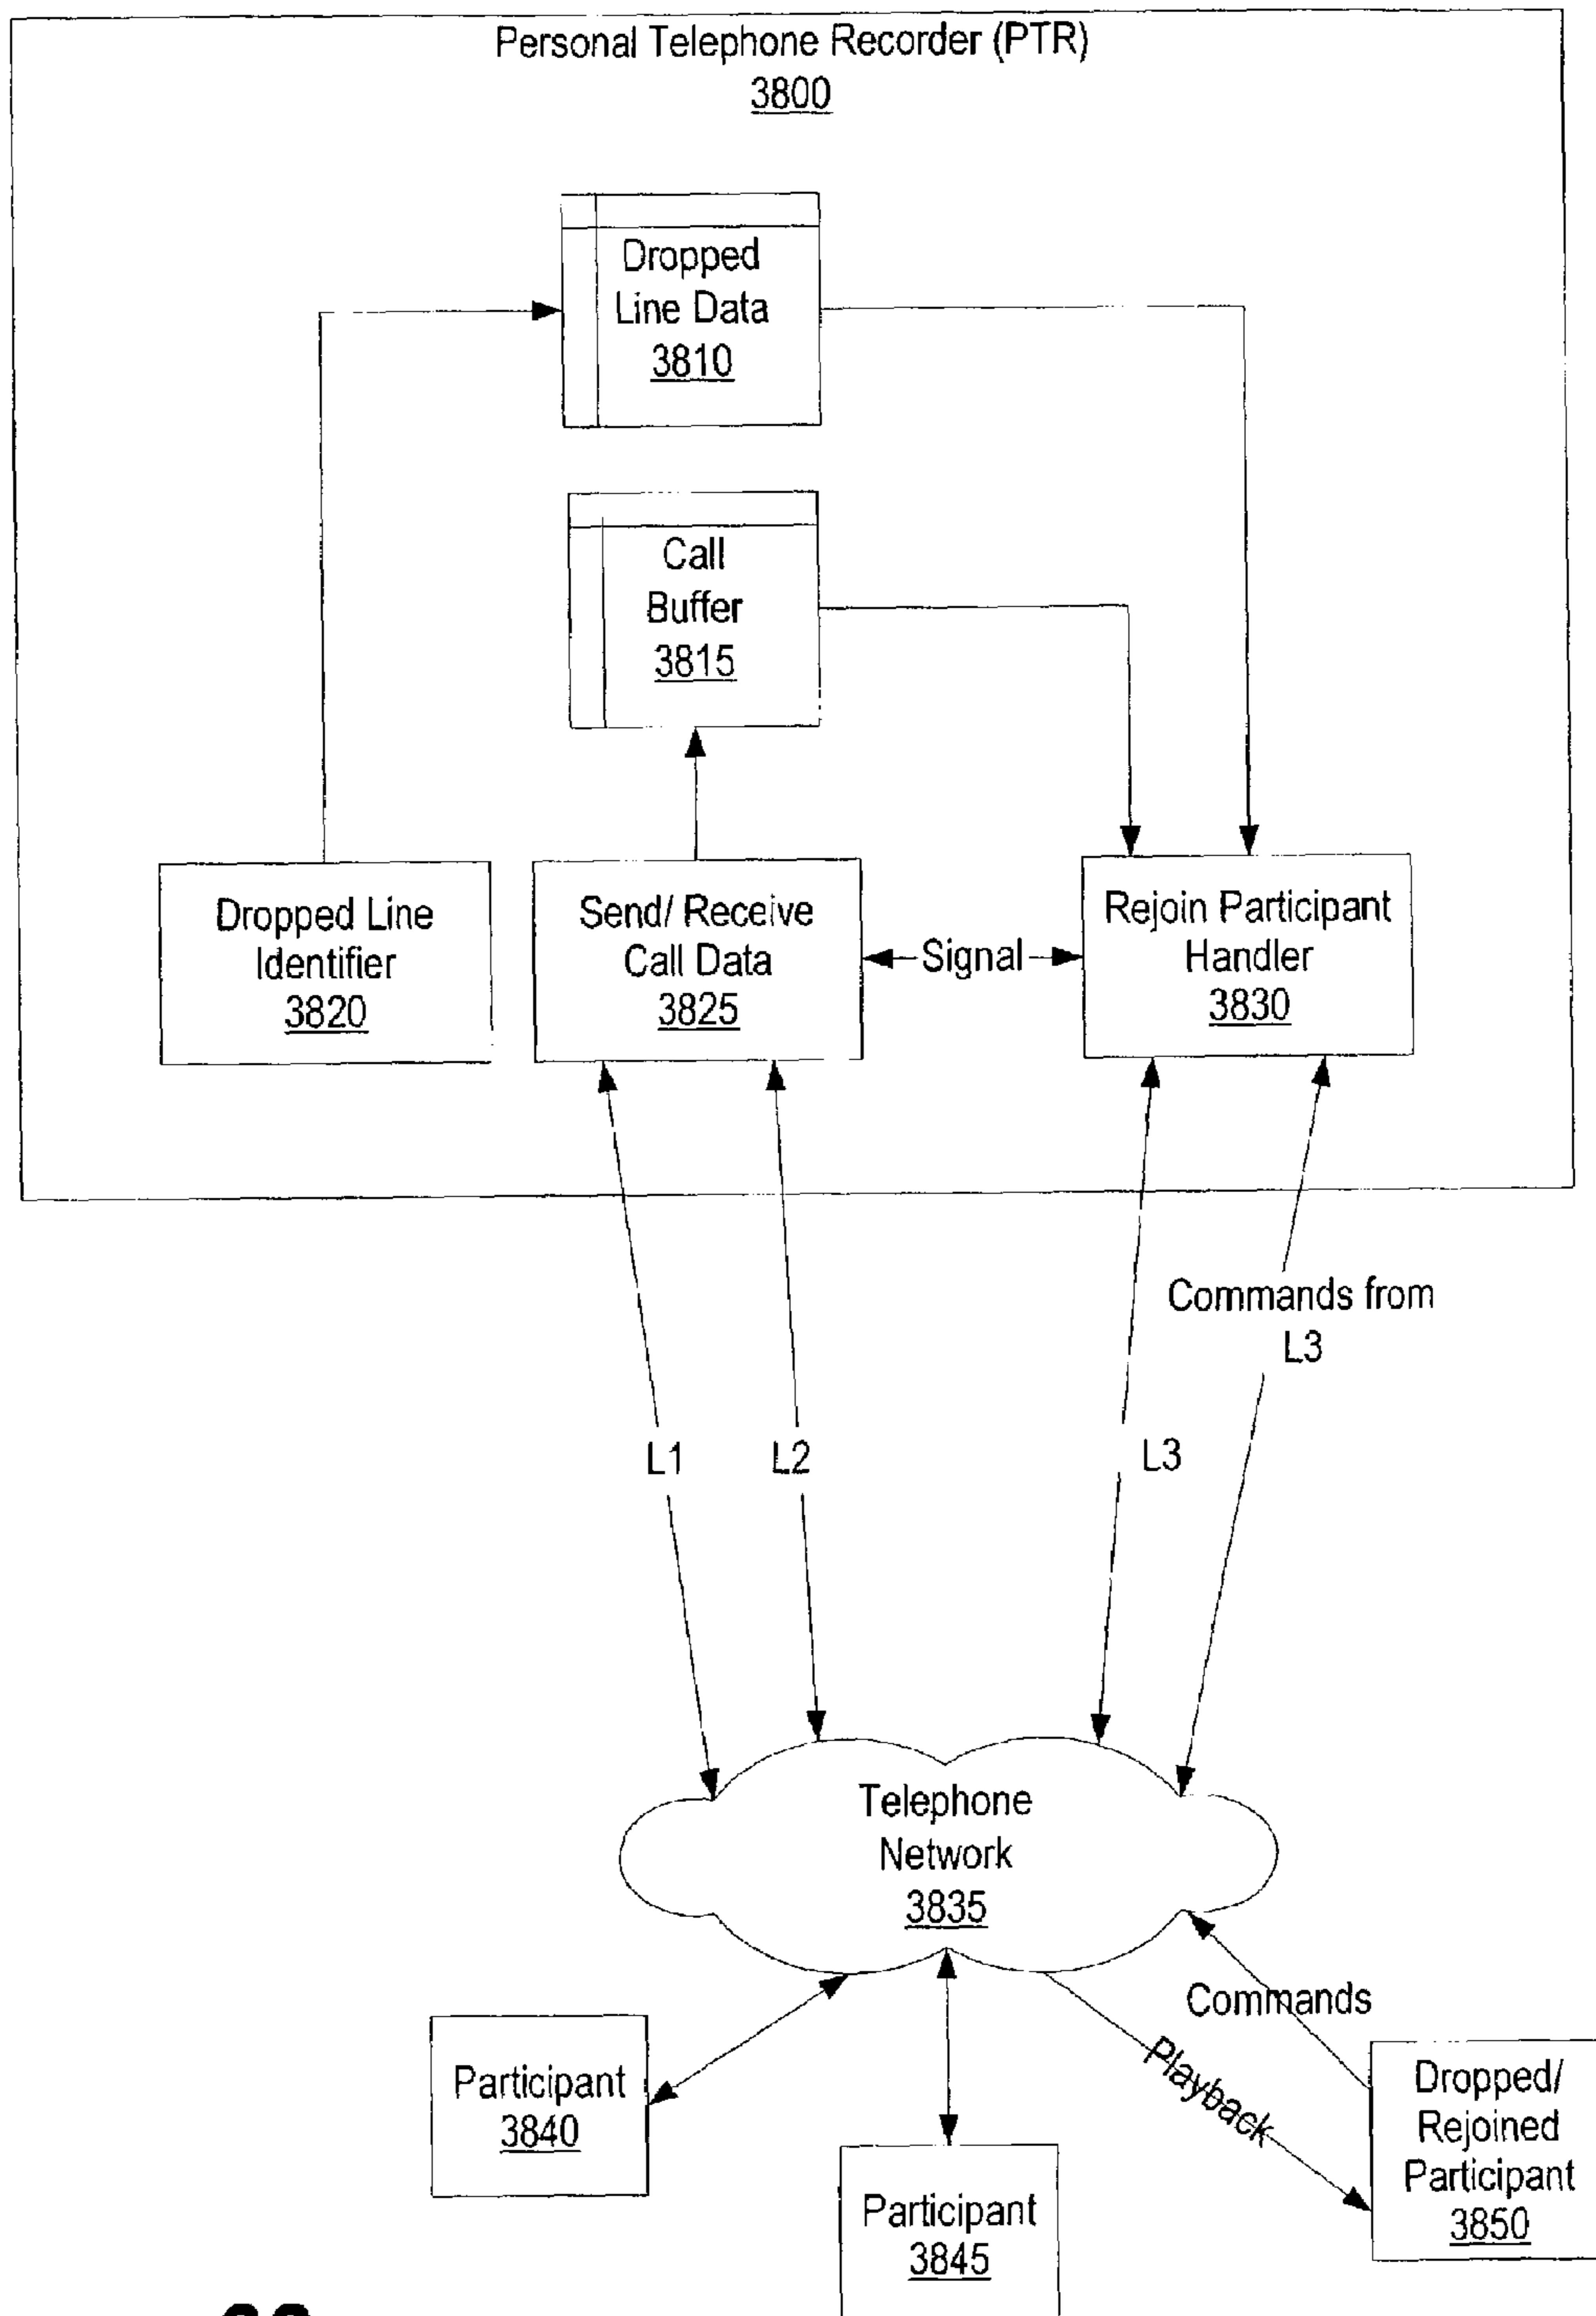 Personal Telephone Recorder (PTR)
3800
Dropped
Line Data
3810
Call
Buffer
3815
Dropped Line
Identifier
3820
Send/ Receive
Call Data
3825
Signal
Rejoin Participant
Handler
3830
Commands from
L3
L1
L2
L3
Telephone
Network
3835
Commands
Playback
Participant
3840
Participant
3845
Dropped/
Rejoined
Participant
3850